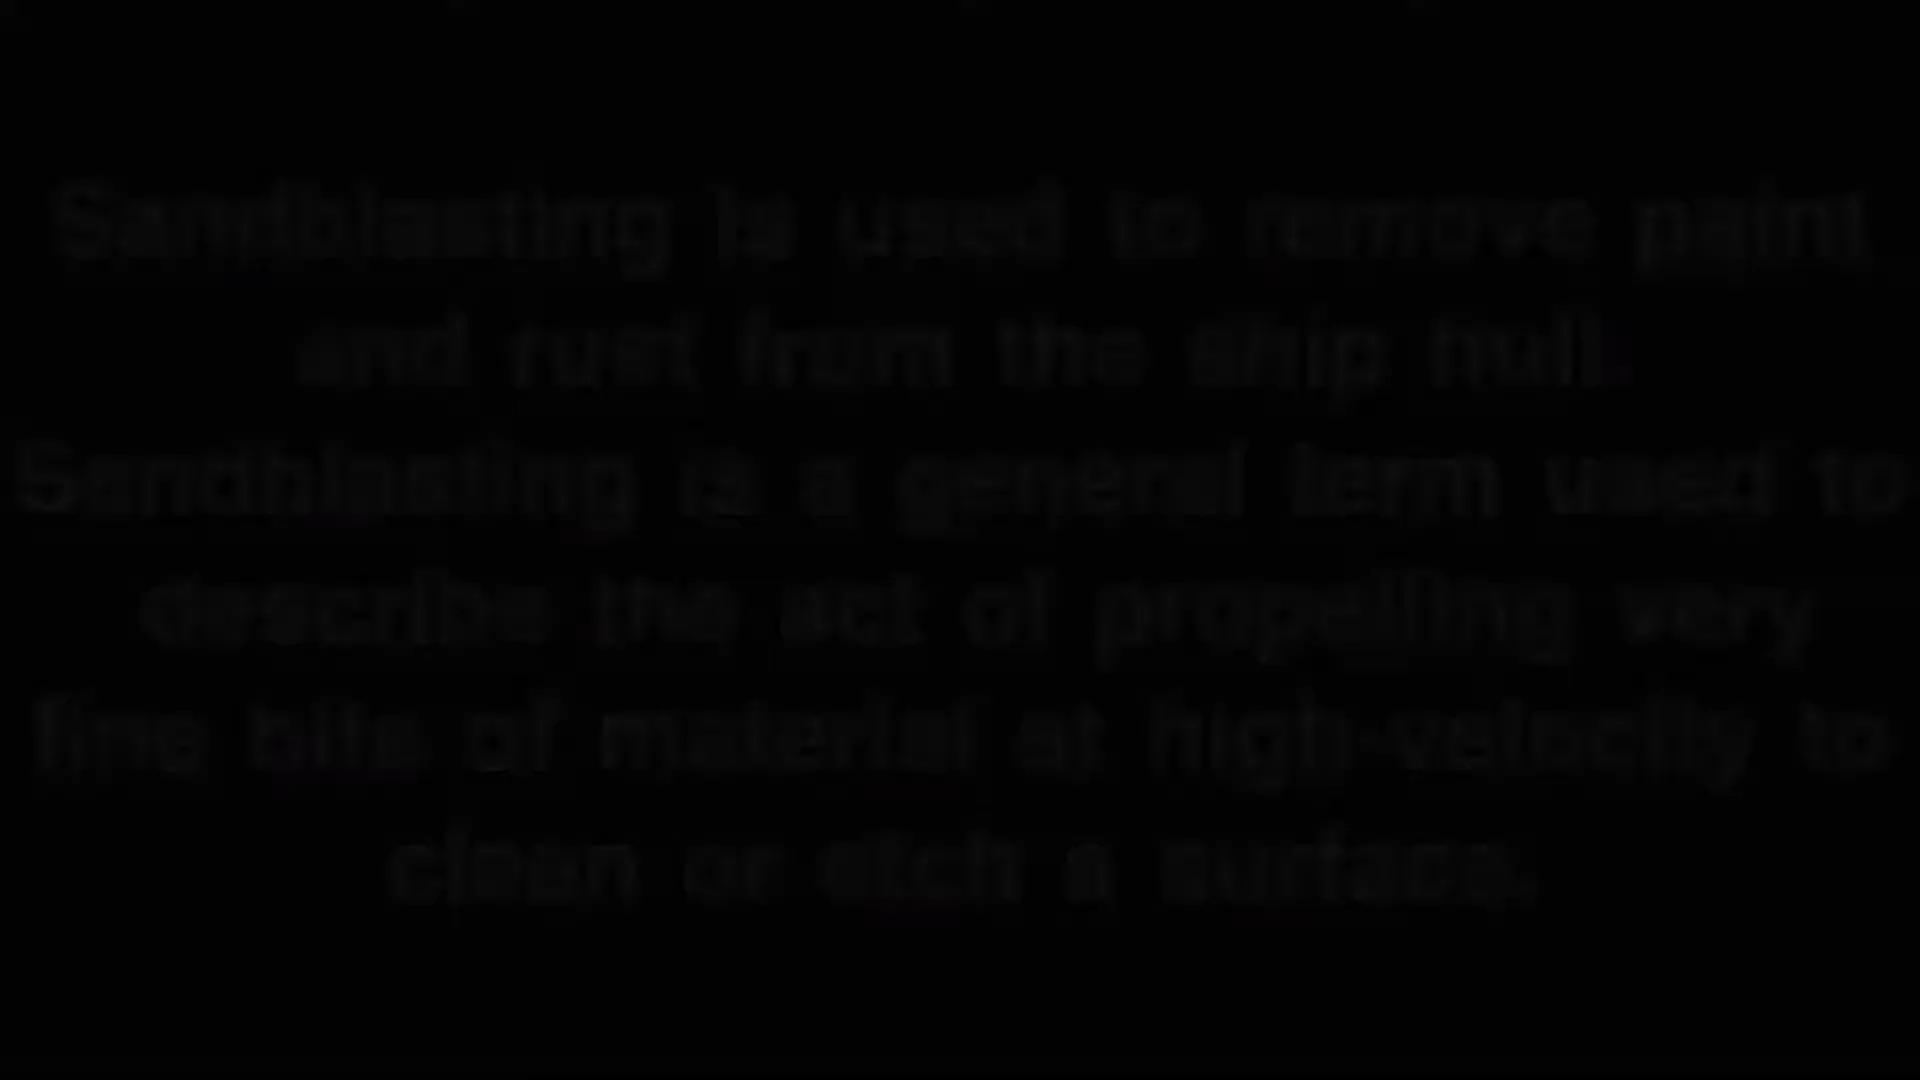 Sandblasting is used to remove paint
and rust from the ship hull.
Sandblasting is a general term used to
describe the act of propelling very
fine bits of material at high-velocity to
clean or etch a surface.